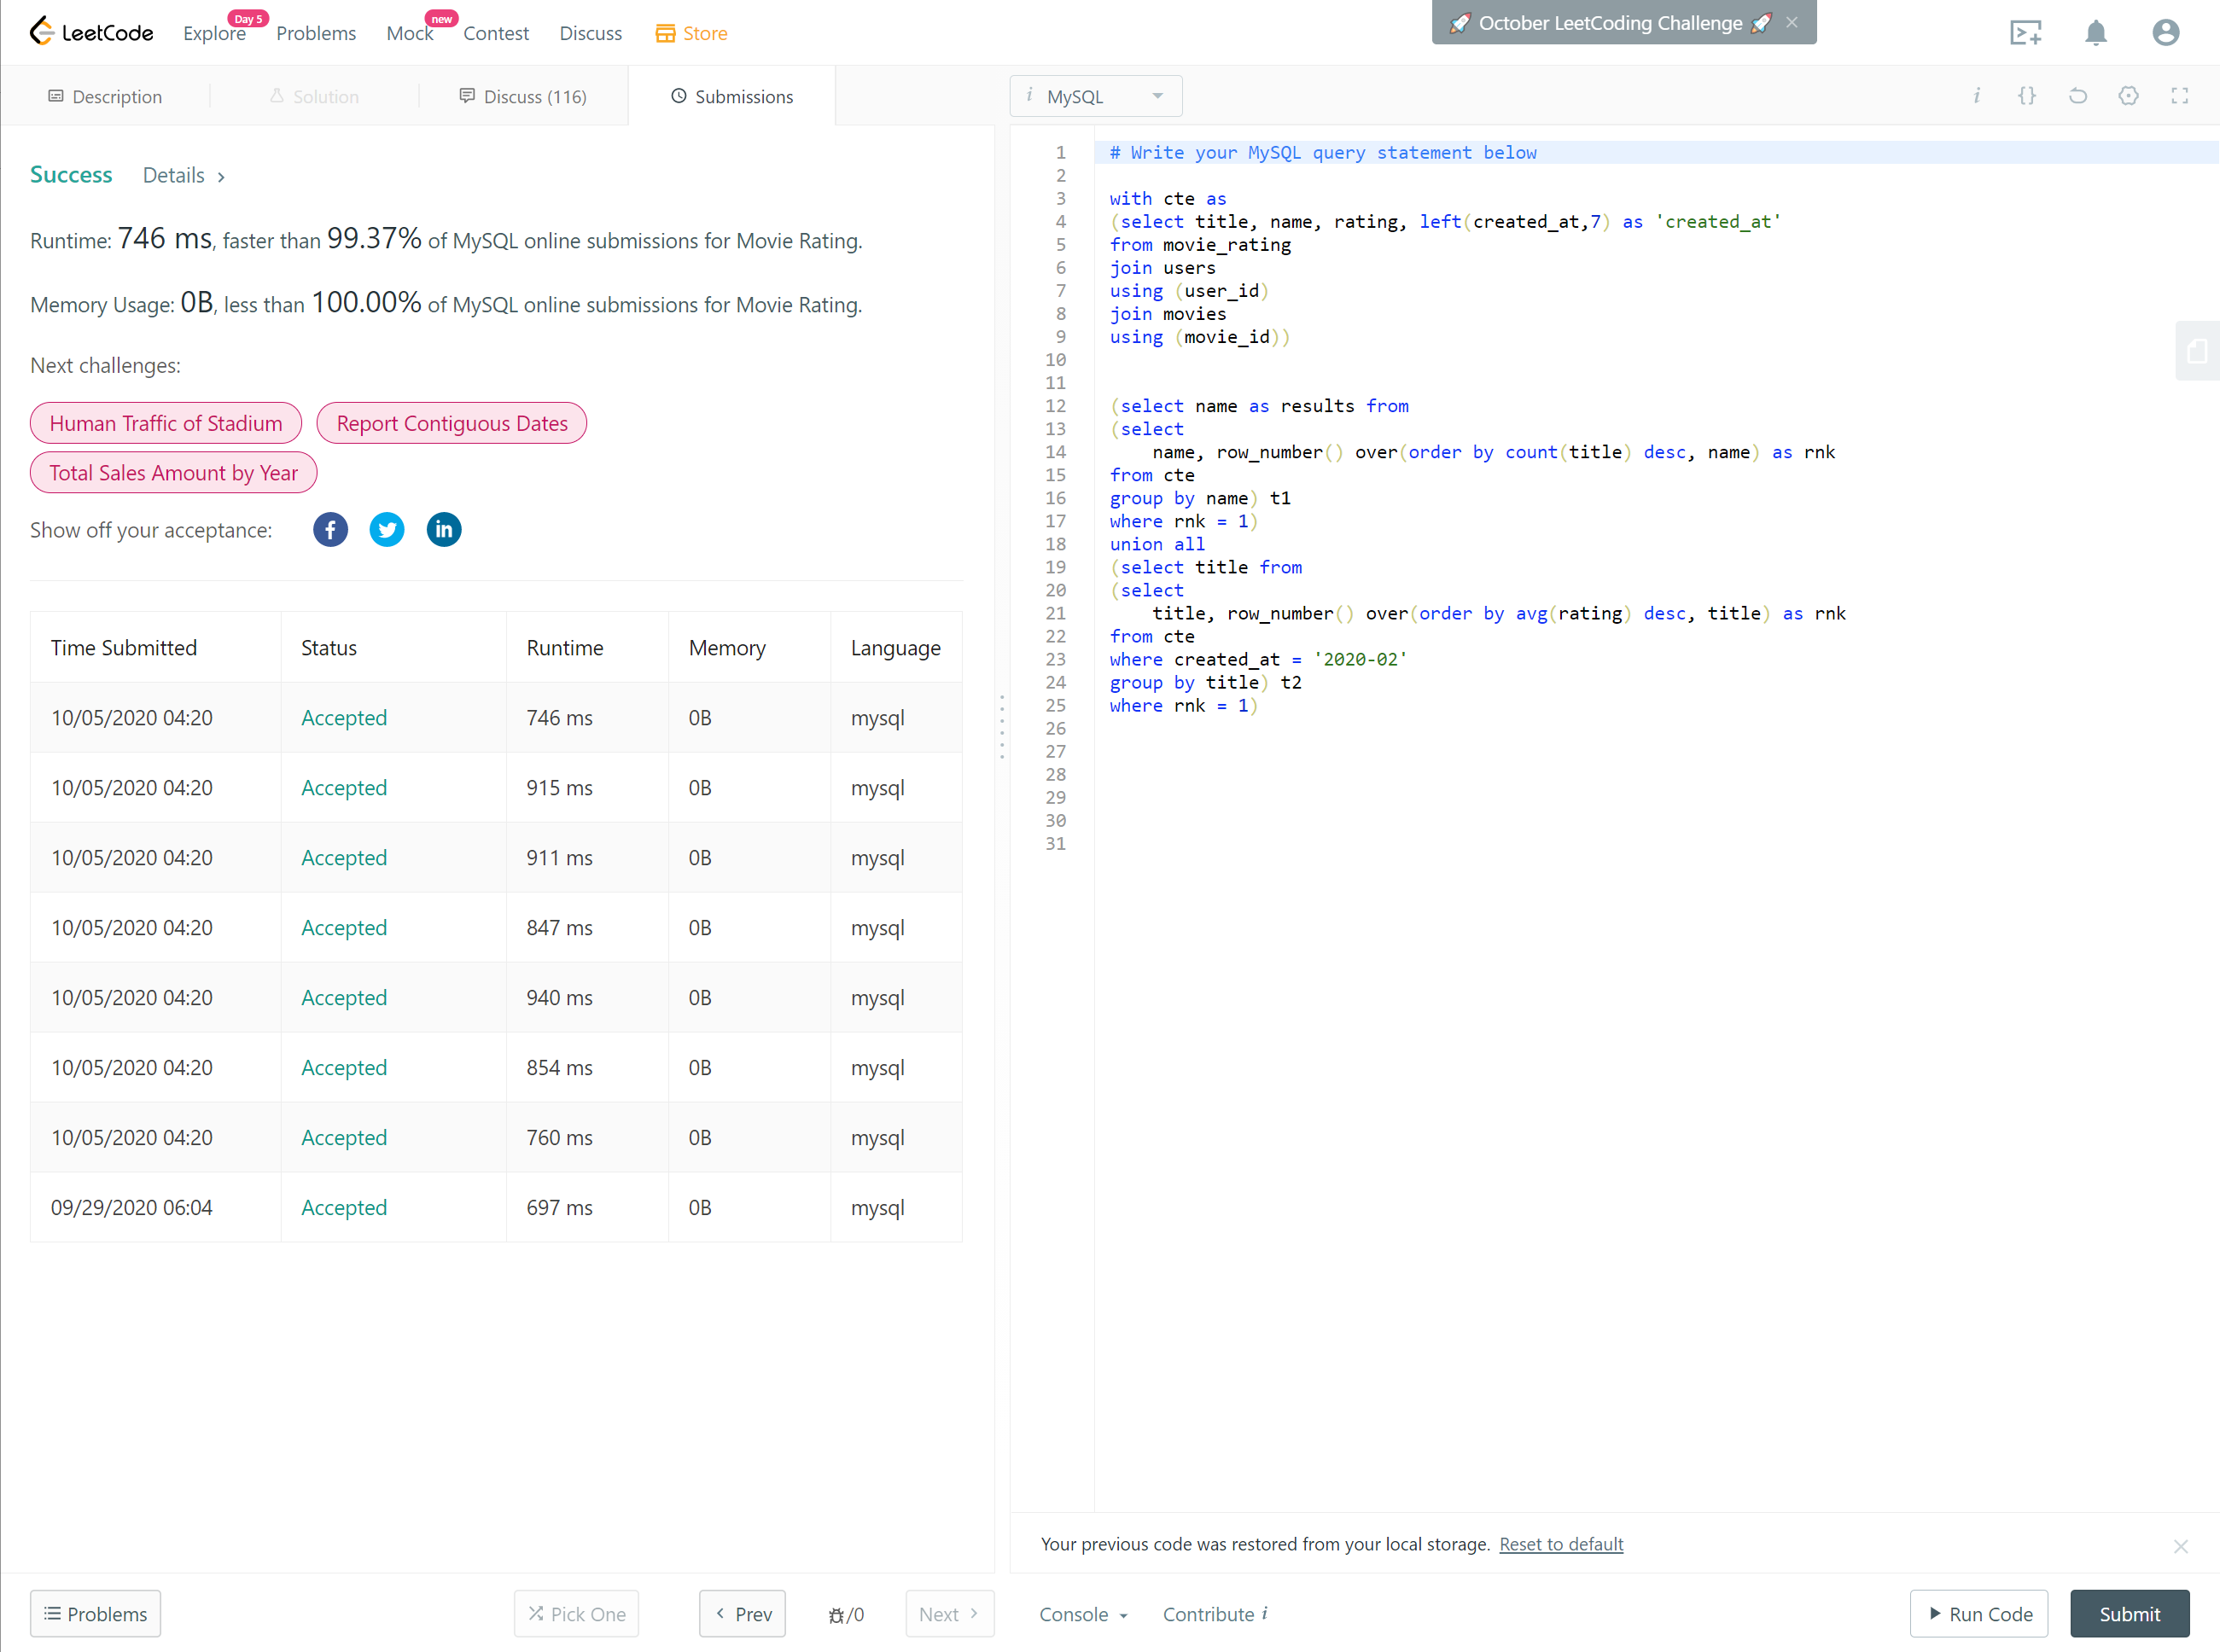 LeetCode Explore Day 5 Problems Mock new Contest Discuss Store
🚀 October LeetCoding Challenge 🚀 ×
Description Solution Discuss (116) Submissions
Success Details >
Runtime: 746 ms, faster than 99.37% of MySQL online submissions for Movie Rating.
Memory Usage: 0B, less than 100.00% of MySQL online submissions for Movie Rating.
Next challenges:
Human Traffic of Stadium Report Contiguous Dates
Total Sales Amount by Year
Show off your acceptance:
Time Submitted Status Runtime Memory Language
10/05/2020 04:20 Accepted 746 ms 0B mysql
10/05/2020 04:20 Accepted 915 ms 0B mysql
10/05/2020 04:20 Accepted 911 ms 0B mysql
10/05/2020 04:20 Accepted 847 ms 0B mysql
10/05/2020 04:20 Accepted 940 ms 0B mysql
10/05/2020 04:20 Accepted 854 ms 0B mysql
10/05/2020 04:20 Accepted 760 ms 0B mysql
09/29/2020 06:04 Accepted 697 ms 0B mysql
i MySQL
1 # Write your MySQL query statement below
2
3 with cte as
4 (select title, name, rating, left(created_at,7) as 'created_at'
5 from movie_rating
6 join users
7 using (user_id)
8 join movies
9 using (movie_id))
10
11
12 (select name as results from
13 (select
14     name, row_number() over(order by count(title) desc, name) as rnk
15 from cte
16 group by name) t1
17 where rnk = 1)
18 union all
19 (select title from
20 (select
21     title, row_number() over(order by avg(rating) desc, title) as rnk
22 from cte
23 where created_at = '2020-02'
24 group by title) t2
25 where rnk = 1)
26
27
28
29
30
31
Your previous code was restored from your local storage. Reset to default
Problems Pick One < Prev /0 Next > Console Contribute i Run Code Submit